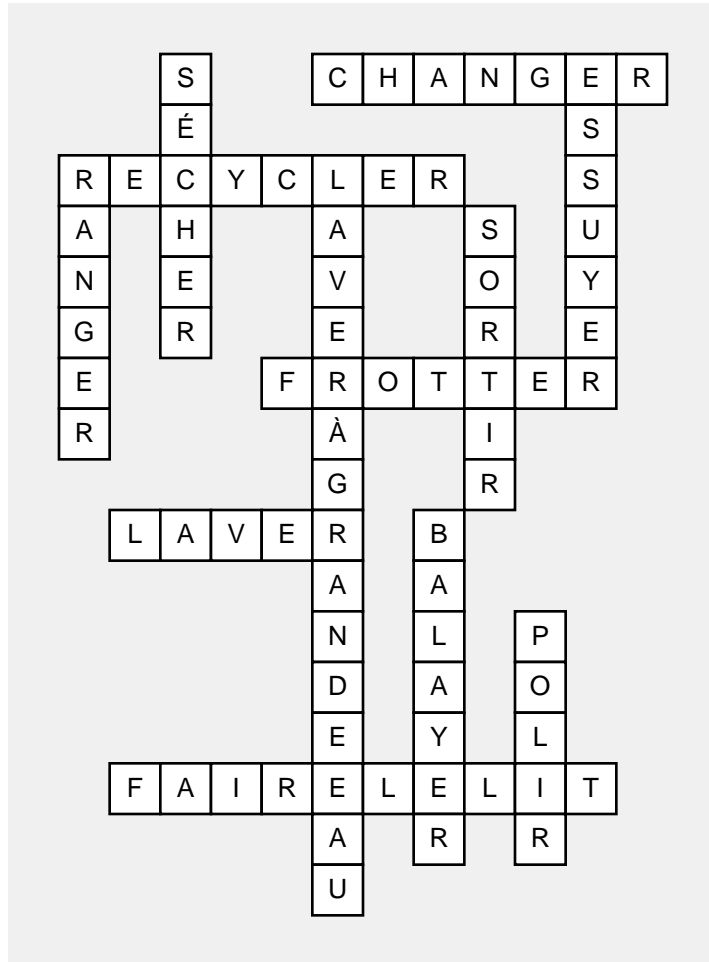 SÉCHER
CHANGER
ESSUYER
RECYCLER
RANGER
LAVERÀGRANDEEAU
SORTIR
FROTTER
LAVER
BALAYER
POLIR
FAIRELELIT